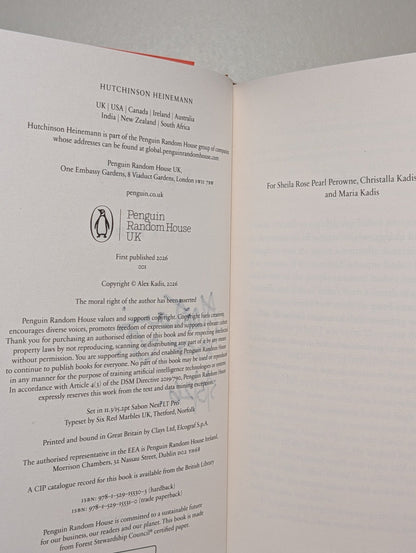 HUTCHINSON HEINEMANN
UK | USA | Canada | Ireland | Australia
India | New Zealand | South Africa
Hutchinson Heinemann is part of the Penguin Random House group of companies
whose addresses can be found at global.penguinrandomhouse.com
Penguin Random House UK,
One Embassy Gardens, 8 Viaduct Gardens, London SW11 7BW
penguin.co.uk
Penguin
Random House
UK
First published 2026
001
Copyright © Alex Kadis, 2026
The moral right of the author has been asserted
Penguin Random House values and supports copyright. Copyright fuels creativity,
encourages diverse voices, promotes freedom of expression and supports a vibrant culture.
Thank you for purchasing an authorised edition of this book and for respecting intellectual
property laws by not reproducing, scanning or distributing any part of it by any means
without permission. You are supporting authors and enabling Penguin Random House
to continue to publish books for everyone. No part of this book may be used or reproduced
in any manner for the purpose of training artificial intelligence technologies or systems.
In accordance with Article 4(3) of the DSM Directive 2019/790, Penguin Random House
expressly reserves this work from the text and data mining exception.
Set in 11.3/15.2pt Sabon Next LT Pro
Typeset by Six Red Marbles UK, Thetford, Norfolk
Printed and bound in Great Britain by Clays Ltd, Elcograf S.p.A.
The authorised representative in the EEA is Penguin Random House Ireland,
Morrison Chambers, 32 Nassau Street, Dublin D02 YH68
A CIP catalogue record for this book is available from the British Library
ISBN: 978-1-529-15530-3 (hardback)
ISBN: 978-1-529-15531-0 (trade paperback)
Penguin Random House is committed to a sustainable future
for our business, our readers and our planet. This book is made
from Forest Stewardship Council® certified paper.
For Sheila Rose Pearl Perowne, Christalla Kadis
and Maria Kadis